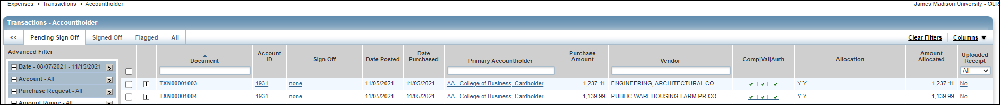 Expenses > Transactions > Accountholder
James Madison University - OLR
Transactions - Accountholder
<< Pending Sign Off Signed Off Flagged All
Clear Filters Columns
Advanced Filter
Date - 08/07/2021 - 11/15/2021
Account - All
Purchase Request - All
Amount Range - All
Document Account ID Sign Off Date Posted Date Purchased Primary Accountholder Purchase Amount Vendor Comp|Val|Auth Allocation Amount Allocated Uploaded Receipt
All
TXN00001003 1931 none 11/05/2021 11/05/2021 AA - College of Business, Cardholder 1,237.11 ENGINEERING, ARCHITECTURAL CO. ✔ | ✔ | ✔ Y-Y 1,237.11 No
TXN00001004 1931 none 11/05/2021 11/05/2021 AA - College of Business, Cardholder 1,139.99 PUBLIC WAREHOUSING-FARM PR CO. ✔ | ✔ | ✔ Y-Y 1,139.99 No